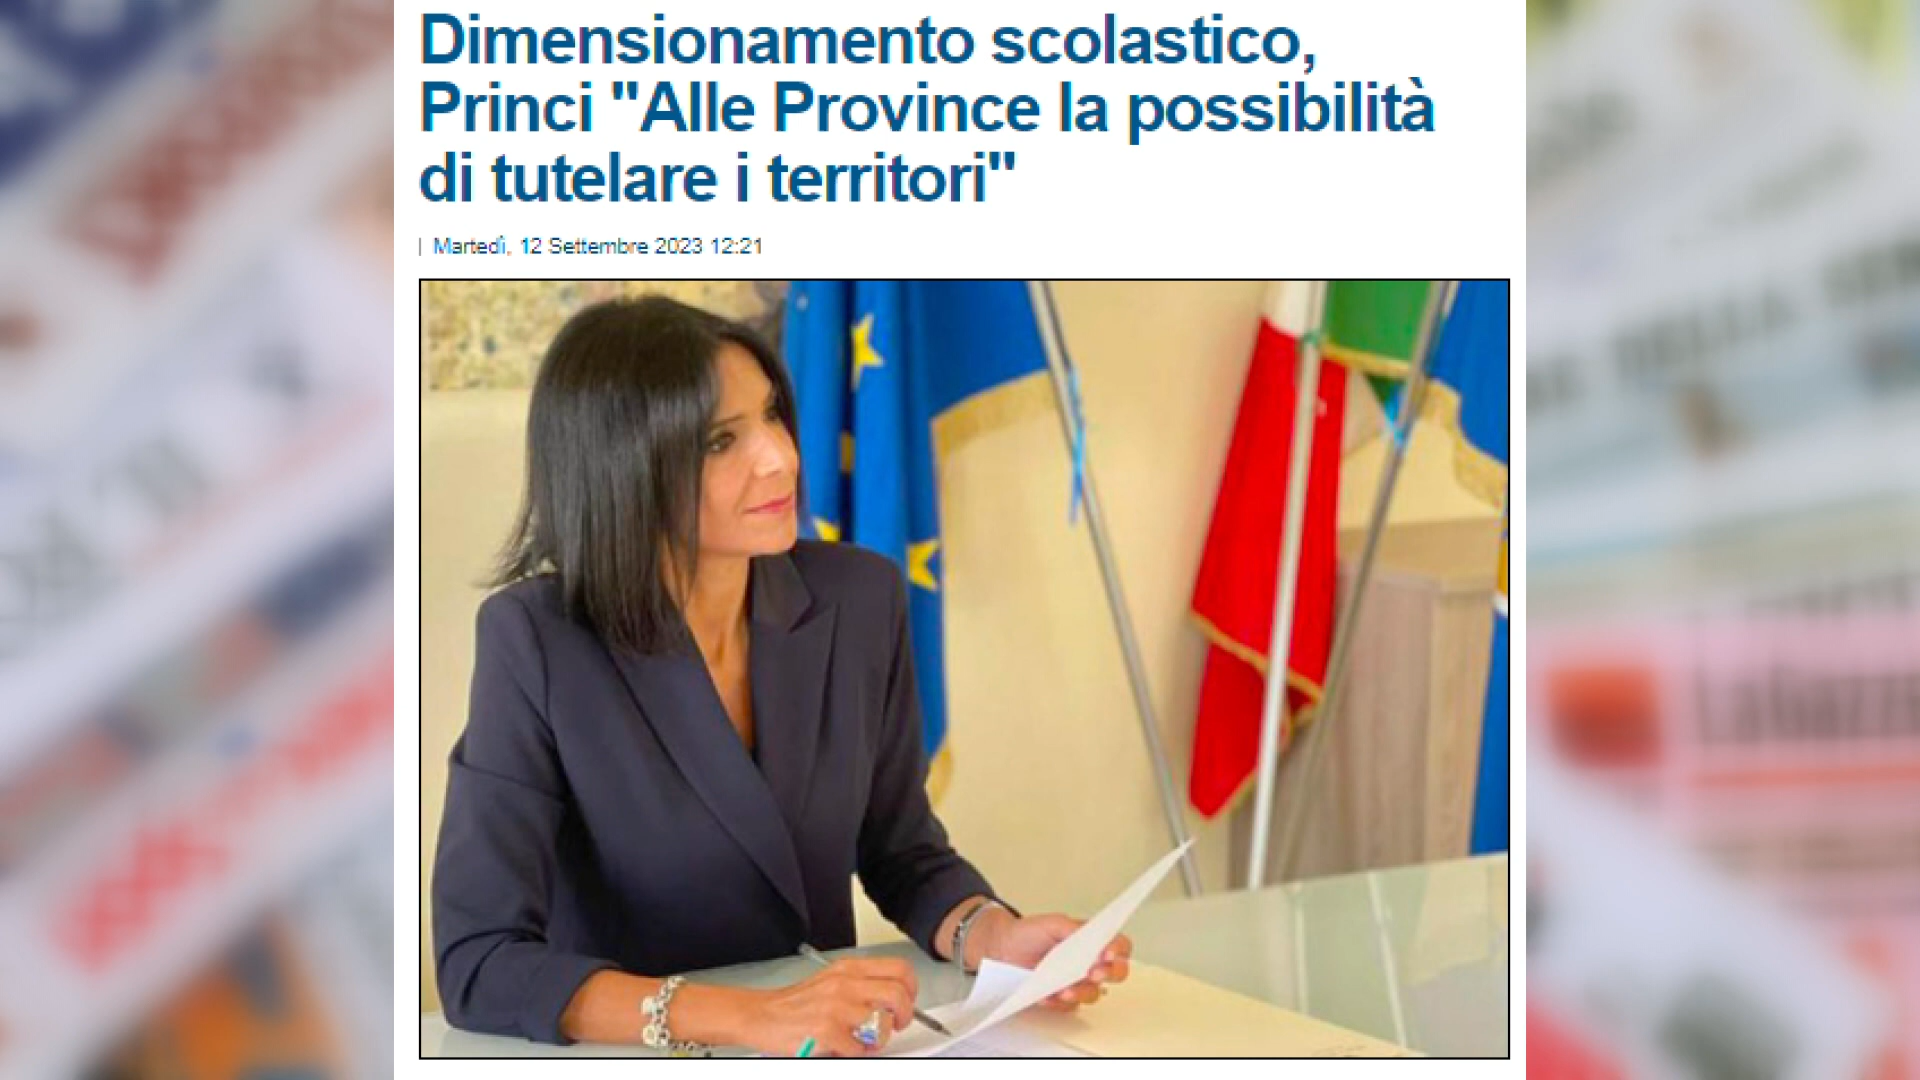 Dimensionamento scolastico,
Princi "Alle Province la possibilità
di tutelare i territori"
| Martedì, 12 Settembre 2023 12:21